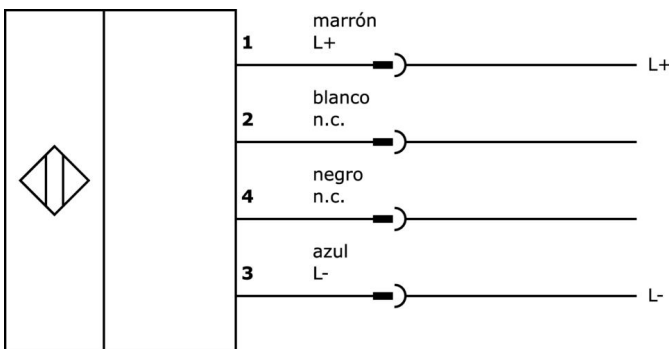 marrón
1 L+
L+
blanco
2 n.c.
negro
4 n.c.
azul
3 L-
L-